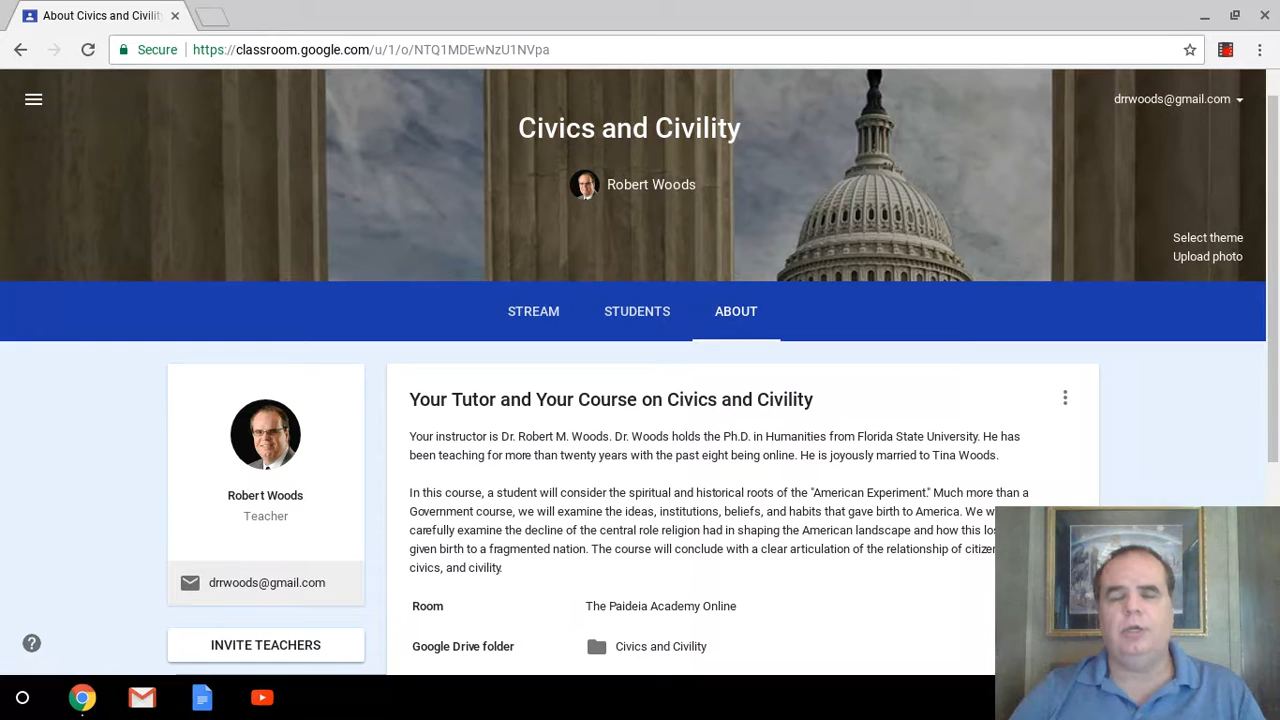 About Civics and Civility
Secure
https://classroom.google.com/u/1/o/NTQ1MDEwNzU1NVpa
drrwoods@gmail.com
Civics and Civility
Robert Woods
Select theme
Upload photo
STREAM
STUDENTS
ABOUT
Robert Woods
Teacher
drrwoods@gmail.com
INVITE TEACHERS
Your Tutor and Your Course on Civics and Civility
Your instructor is Dr. Robert M. Woods. Dr. Woods holds the Ph.D. in Humanities from Florida State University. He has
been teaching for more than twenty years with the past eight being online. He is joyously married to Tina Woods.
In this course, a student will consider the spiritual and historical roots of the "American Experiment." Much more than a
Government course, we will examine the ideas, institutions, beliefs, and habits that gave birth to America. We w
carefully examine the decline of the central role religion had in shaping the American landscape and how this los
given birth to a fragmented nation. The course will conclude with a clear articulation of the relationship of citize
civics, and civility.
Room
The Paideia Academy Online
Google Drive folder
Civics and Civility